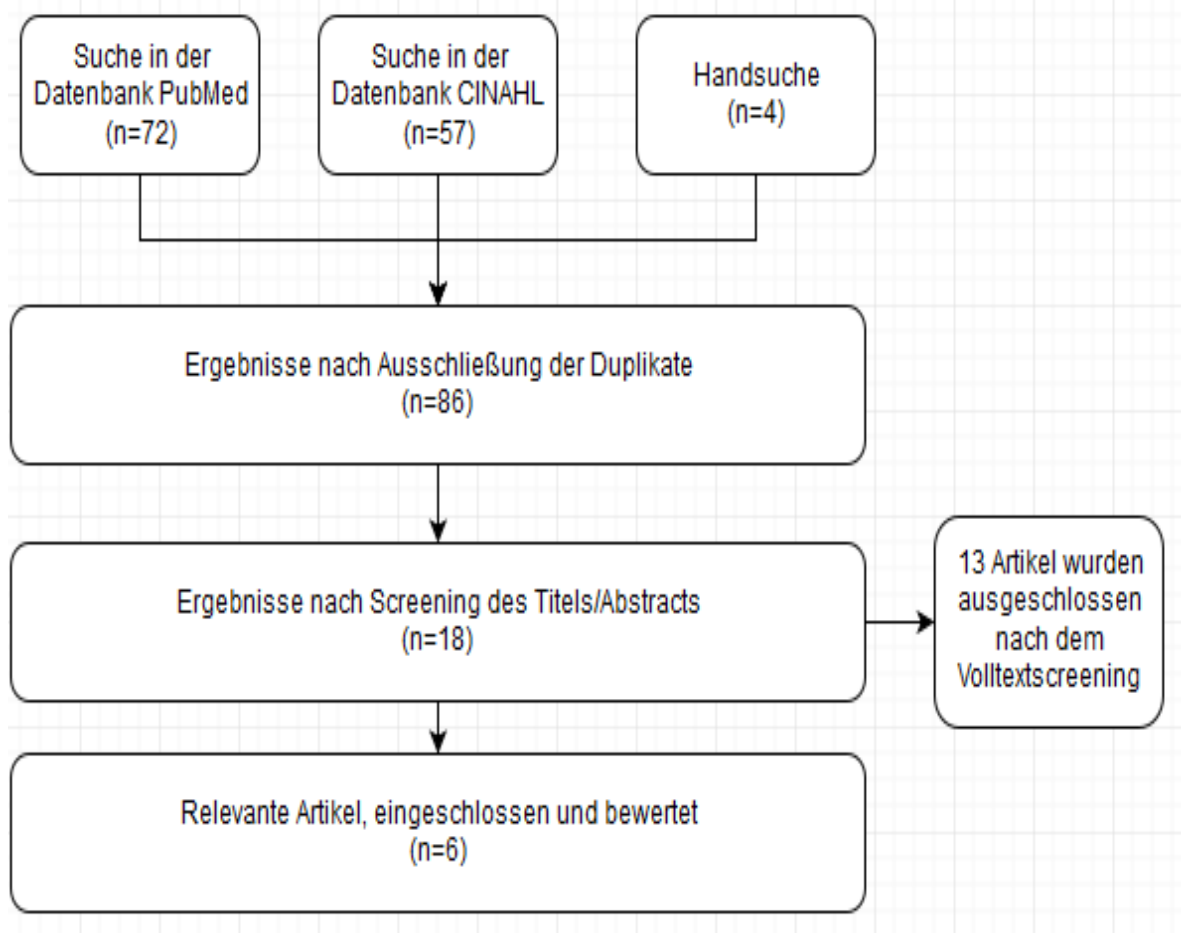 Suche in der
Datenbank PubMed
(n=72)
Suche in der
Datenbank CINAHL
(n=57)
Handsuche
(n=4)
Ergebnisse nach Ausschließung der Duplikate
(n=86)
Ergebnisse nach Screening des Titels/Abstracts
(n=18)
13 Artikel wurden
ausgeschlossen
nach dem
Volltextscreening
Relevante Artikel, eingeschlossen und bewertet
(n=6)